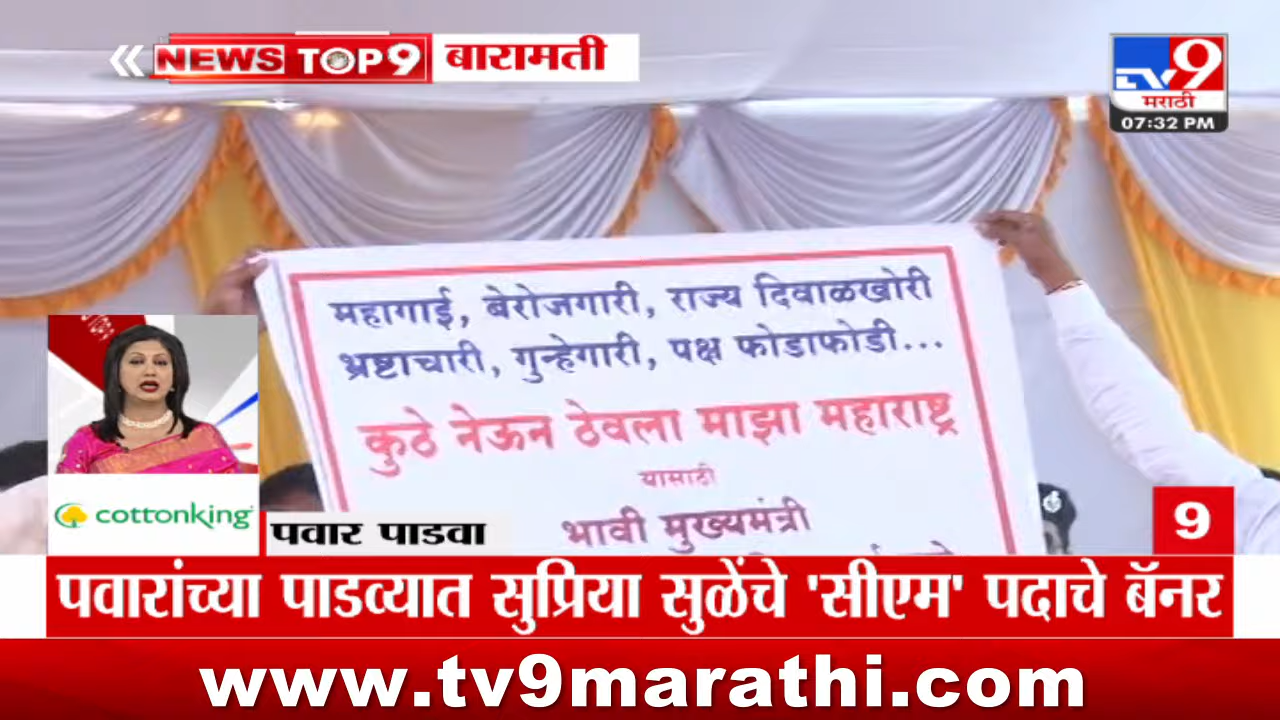 NEWS TOP9 बारामती
TV9
मराठी
07:32 PM
महागाई, बेरोजगारी, राज्य दिवाळखोरी
भ्रष्टाचारी, गुन्हेगारी, पक्ष फोडाफोडी...
कुठे नेऊन ठेवला माझा महाराष्ट्र
यासाठी
भावी मुख्यमंत्री
cottonking
पवार पाडवा
9
पवारांच्या पाडव्यात सुप्रिया सुळेंचे 'सीएम' पदाचे बॅनर
www.tv9marathi.com